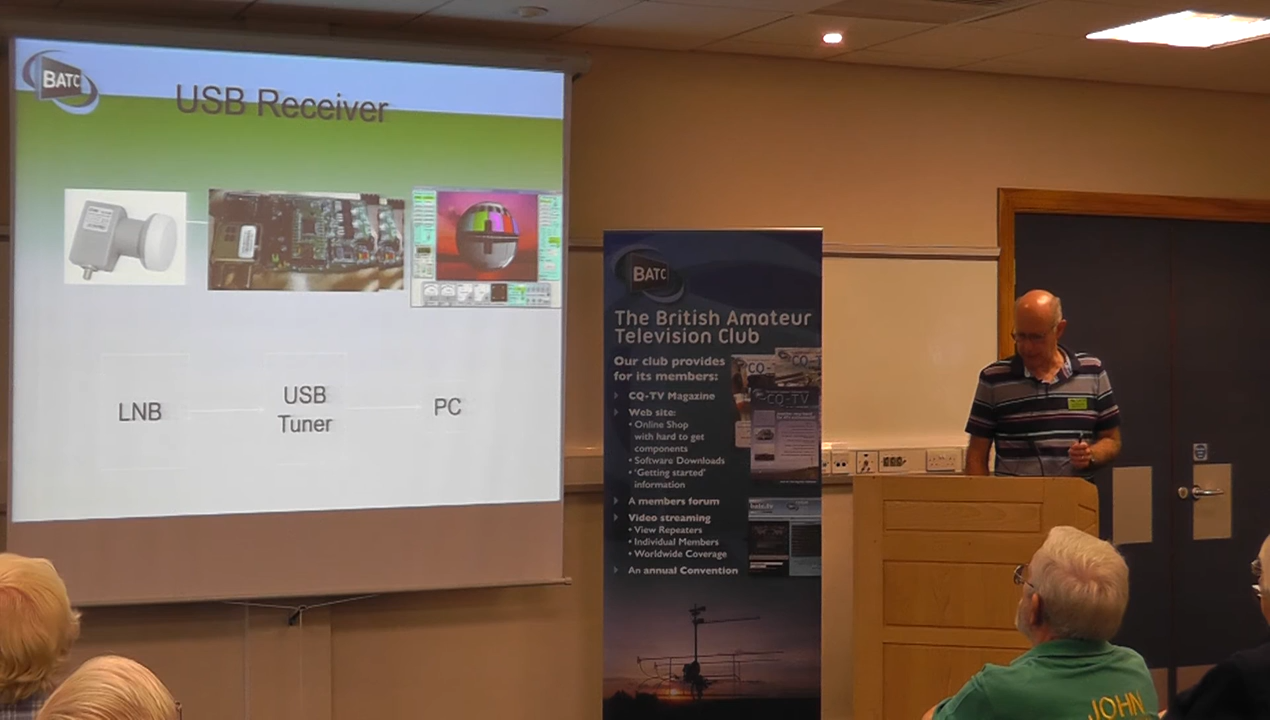 BATC
USB Receiver
LNB
USB
Tuner
PC
BATC
The British Amateur
Television Club
Our club provides
for its members:
CQ-TV Magazine
Web site:
• Online Shop
with hard to get
components
• Software Downloads
• 'Getting started'
information
A members forum
Video streaming
• View Repeaters
• Individual Members
• Worldwide Coverage
An annual Convention
CQ-TV
JOHN